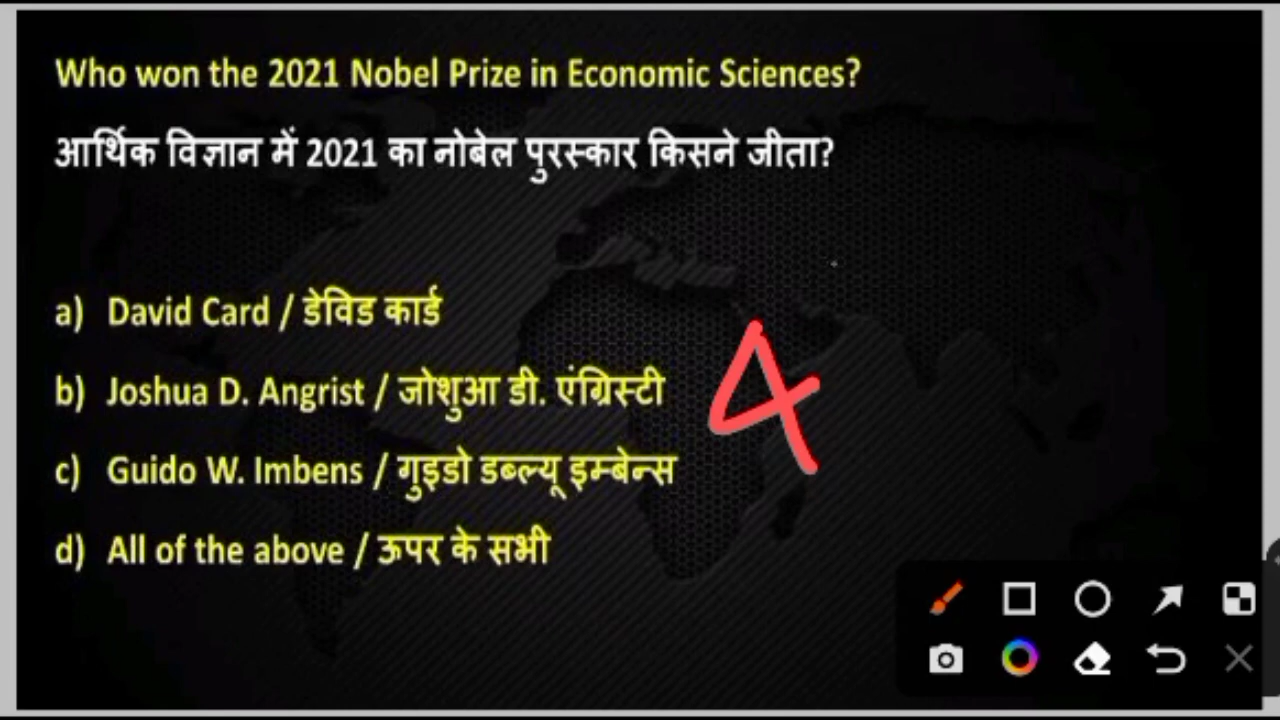 Who won the 2021 Nobel Prize in Economic Sciences?
आर्थिक विज्ञान में 2021 का नोबेल पुरस्कार किसने जीता?
a) David Card / डेविड कार्ड
b) Joshua D. Angrist / जोशुआ डी. एंग्रिस्टी
4
c) Guido W. Imbens / गुइडो डब्ल्यू इम्बेन्स
d) All of the above / ऊपर के सभी